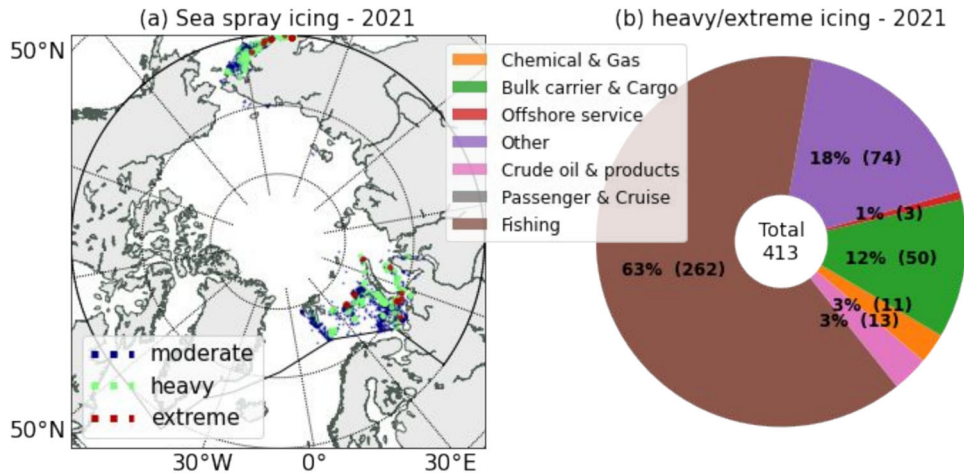 (a) Sea spray icing - 2021
(b) heavy/extreme icing - 2021
50°N
Chemical & Gas
Bulk carrier & Cargo
Offshore service
Other
Crude oil & products
Passenger & Cruise
Fishing
18% (74)
1% (3)
Total
413
12% (50)
63% (262)
3% (11)
3% (13)
moderate
heavy
extreme
50°N
30°W
0°
30°E